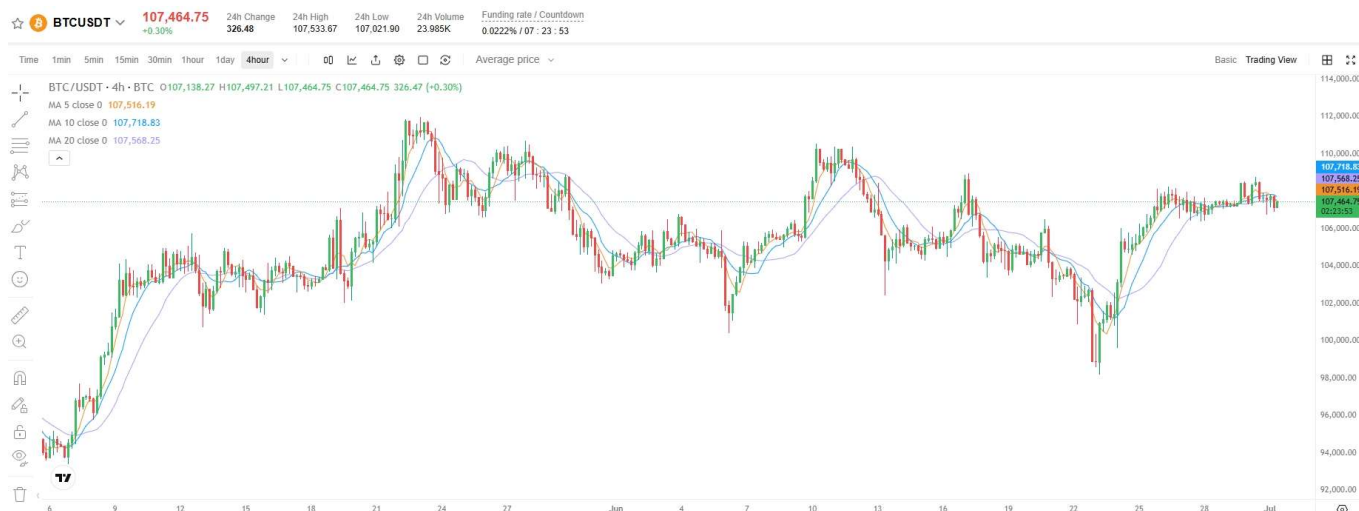 BTCUSDT
107,464.75
+0.30%
24h Change
326.48
24h High
107,533.67
24h Low
107,021.90
24h Volume
23.985K
Funding rate / Countdown
0.0222% / 07 : 23 : 53
Time 1min 5min 15min 30min 1hour 1day 4hour Average price Basic Trading View
BTC/USDT · 4h · BTC O107,138.27 H107,497.21 L107,464.75 C107,464.75 326.47 (+0.30%)
MA 5 close 0 107,516.19
MA 10 close 0 107,718.83
MA 20 close 0 107,568.25
114,000.00
112,000.00
110,000.00
107,718.83
107,568.25
107,516.19
107,464.75
02:23:53
106,000.00
104,000.00
102,000.00
100,000.00
98,000.00
96,000.00
94,000.00
92,000.00
6 9 12 15 18 21 24 27 Jun 4 7 10 13 16 19 22 25 28 Jul